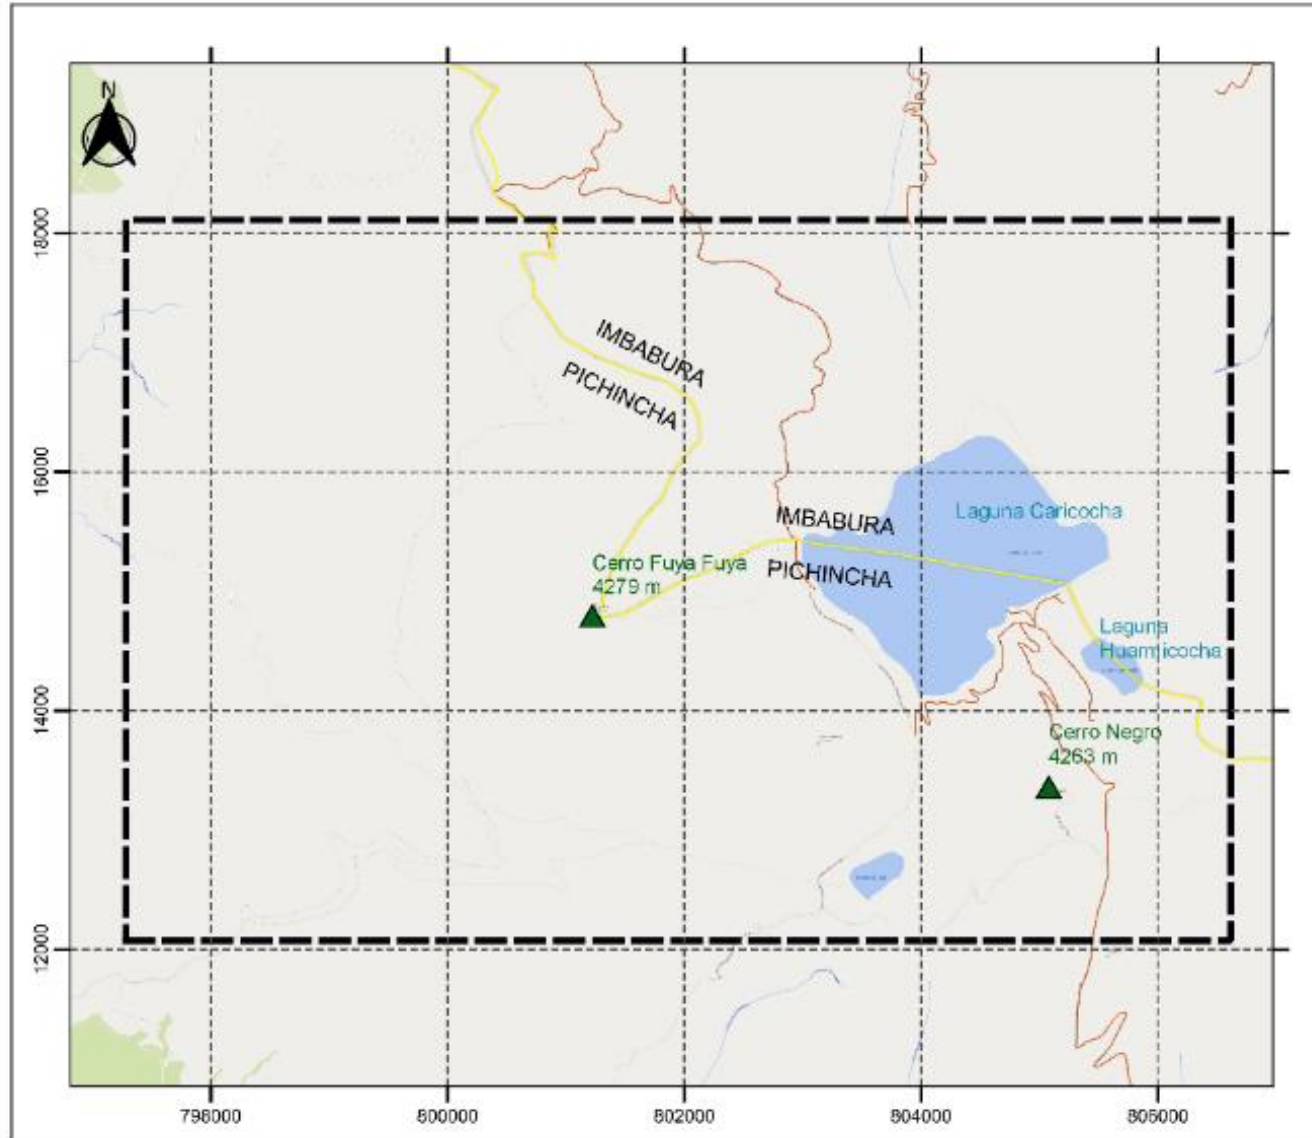 N
18000
IMBABURA
PICHINCHA
16000
Laguna Caricocha
IMBABURA
PICHINCHA
Cerro Fuya Fuya
4279 m
Laguna
Huarmicocha
14000
Cerro Negro
4263 m
12000
798000 800000 802000 804000 806000